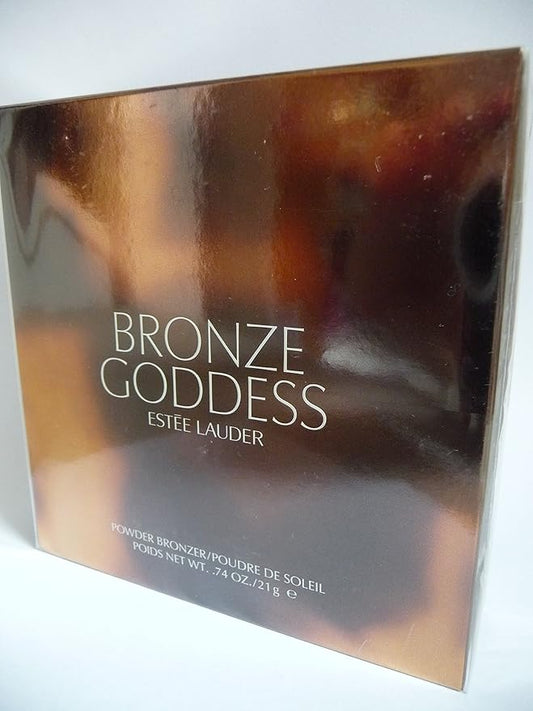 BRONZE
GODDESS
ESTĒE LAUDER
POWDER BRONZER/POUDRE DE SOLEIL
POIDS NET WT. .74 OZ./21g ℮